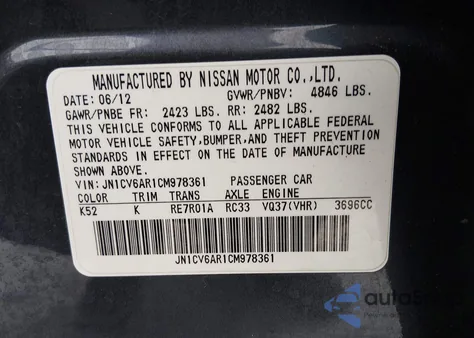 MANUFACTURED BY NISSAN MOTOR CO.,LTD.
DATE: 06/12 GVWR/PNBV: 4846 LBS.
GAWR/PNBE FR: 2423 LBS. RR: 2482 LBS.
THIS VEHICLE CONFORMS TO ALL APPLICABLE FEDERAL
MOTOR VEHICLE SAFETY,BUMPER,AND THEFT PREVENTION
STANDARDS IN EFFECT ON THE DATE OF MANUFACTURE
SHOWN ABOVE.
VIN: JN1CV6AR1CM978361 PASSENGER CAR
COLOR TRIM TRANS AXLE ENGINE
K52 K RE7R01A RC33 VQ37(VHR) 3696CC
JN1CV6AR1CM978361